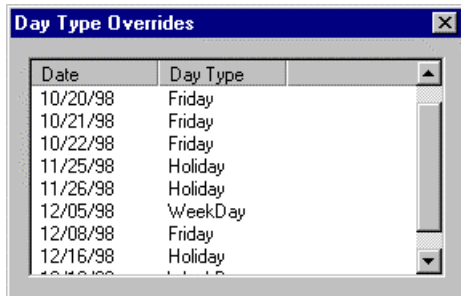 Day Type Overrides
Date Day Type
10/20/98 Friday
10/21/98 Friday
10/22/98 Friday
11/25/98 Holiday
11/26/98 Holiday
12/05/98 WeekDay
12/08/98 Friday
12/16/98 Holiday